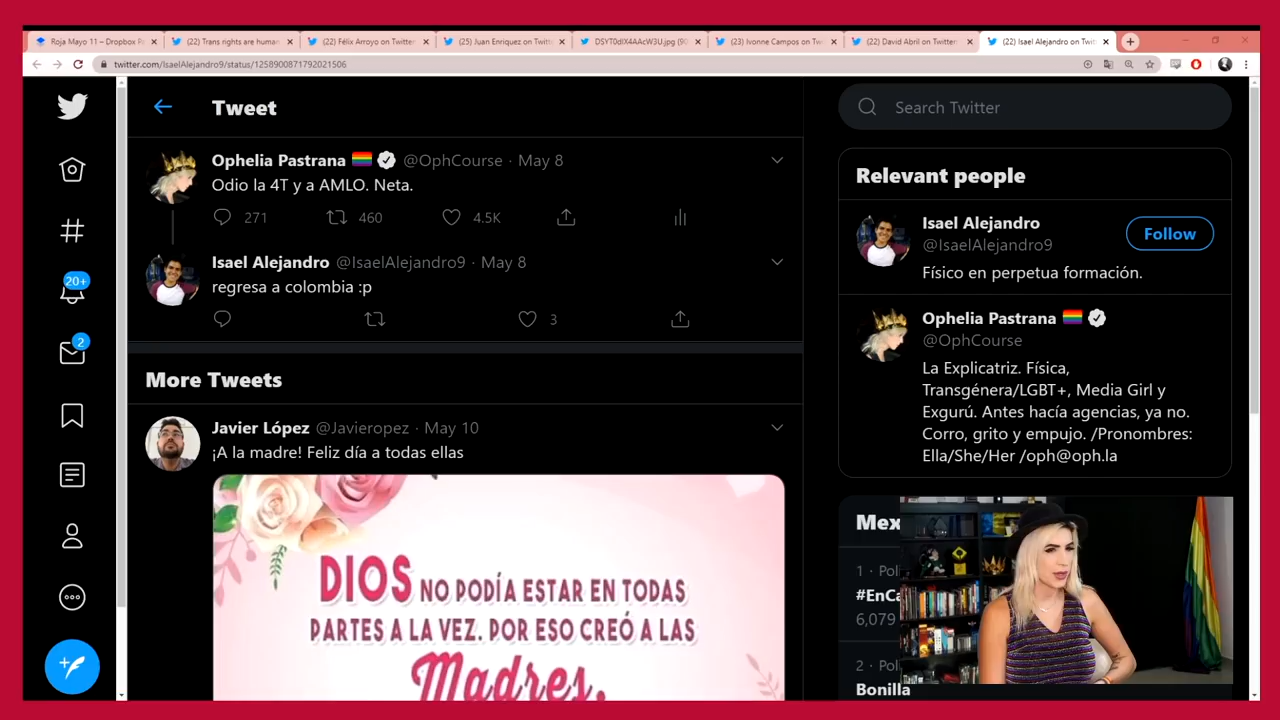 Roja Mayo 11 – Dropbox
(22) Trans rights are human
(22) Félix Arroyo on Twitter
(25) Juan Enriquez on Twitt
DSYT0diX4AAcW3U.jpg (9
(23) Ivonne Campos on Tw
(22) David Abril on Twitter
(22) Isael Alejandro on Twit
twitter.com/IsaelAlejandro9/status/1258900871792021506
Tweet
Search Twitter
Ophelia Pastrana @OphCourse · May 8
Odio la 4T y a AMLO. Neta.
271 460 4.5K
Isael Alejandro @IsaelAlejandro9 · May 8
regresa a colombia :p
3
20+
2
More Tweets
Javier López @Javieropez · May 10
¡A la madre! Feliz día a todas ellas
DIOS NO PODÍA ESTAR EN TODAS
PARTES A LA VEZ. POR ESO CREÓ A LAS
Madres.
Relevant people
Isael Alejandro
@IsaelAlejandro9
Follow
Físico en perpetua formación.
Ophelia Pastrana
@OphCourse
La Explicatriz. Física,
Transgénera/LGBT+, Media Girl y
Exgurú. Antes hacía agencias, ya no.
Corro, grito y empujo. /Pronombres:
Ella/She/Her /oph@oph.la
Mex
1 · Pol
#EnCa
6,079
2 · Pol
Bonilla